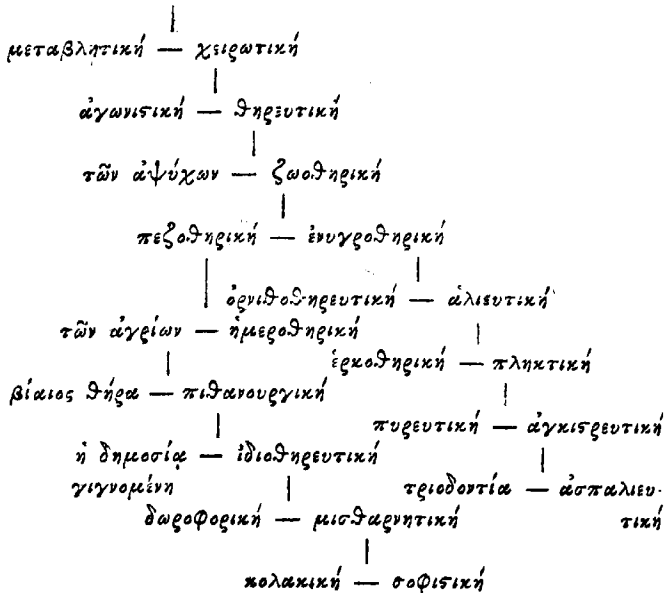 μεταβλητική — χειρωτική
ἀγωνιστική — θηρευτική
τῶν ἀψύχων — ζωοθηρική
πεζοθηρική — ἐνυγροθηρική
ὀρνιθοθηρευτική — ἁλιευτική
τῶν ἀγρίων — ἡμεροθηρική
ἑρκοθηρική — πληκτική
βίαιος θήρα — πιθανουργική
πυρευτική — ἀγκιστρευτική
ἡ δημοσίᾳ — ἰδιοθηρευτική
γιγνομένη
τριοδοντία — ἀσπαλιευ-
δωροφορική — μισθαρνητική
τική
κολακική — σοφιστική